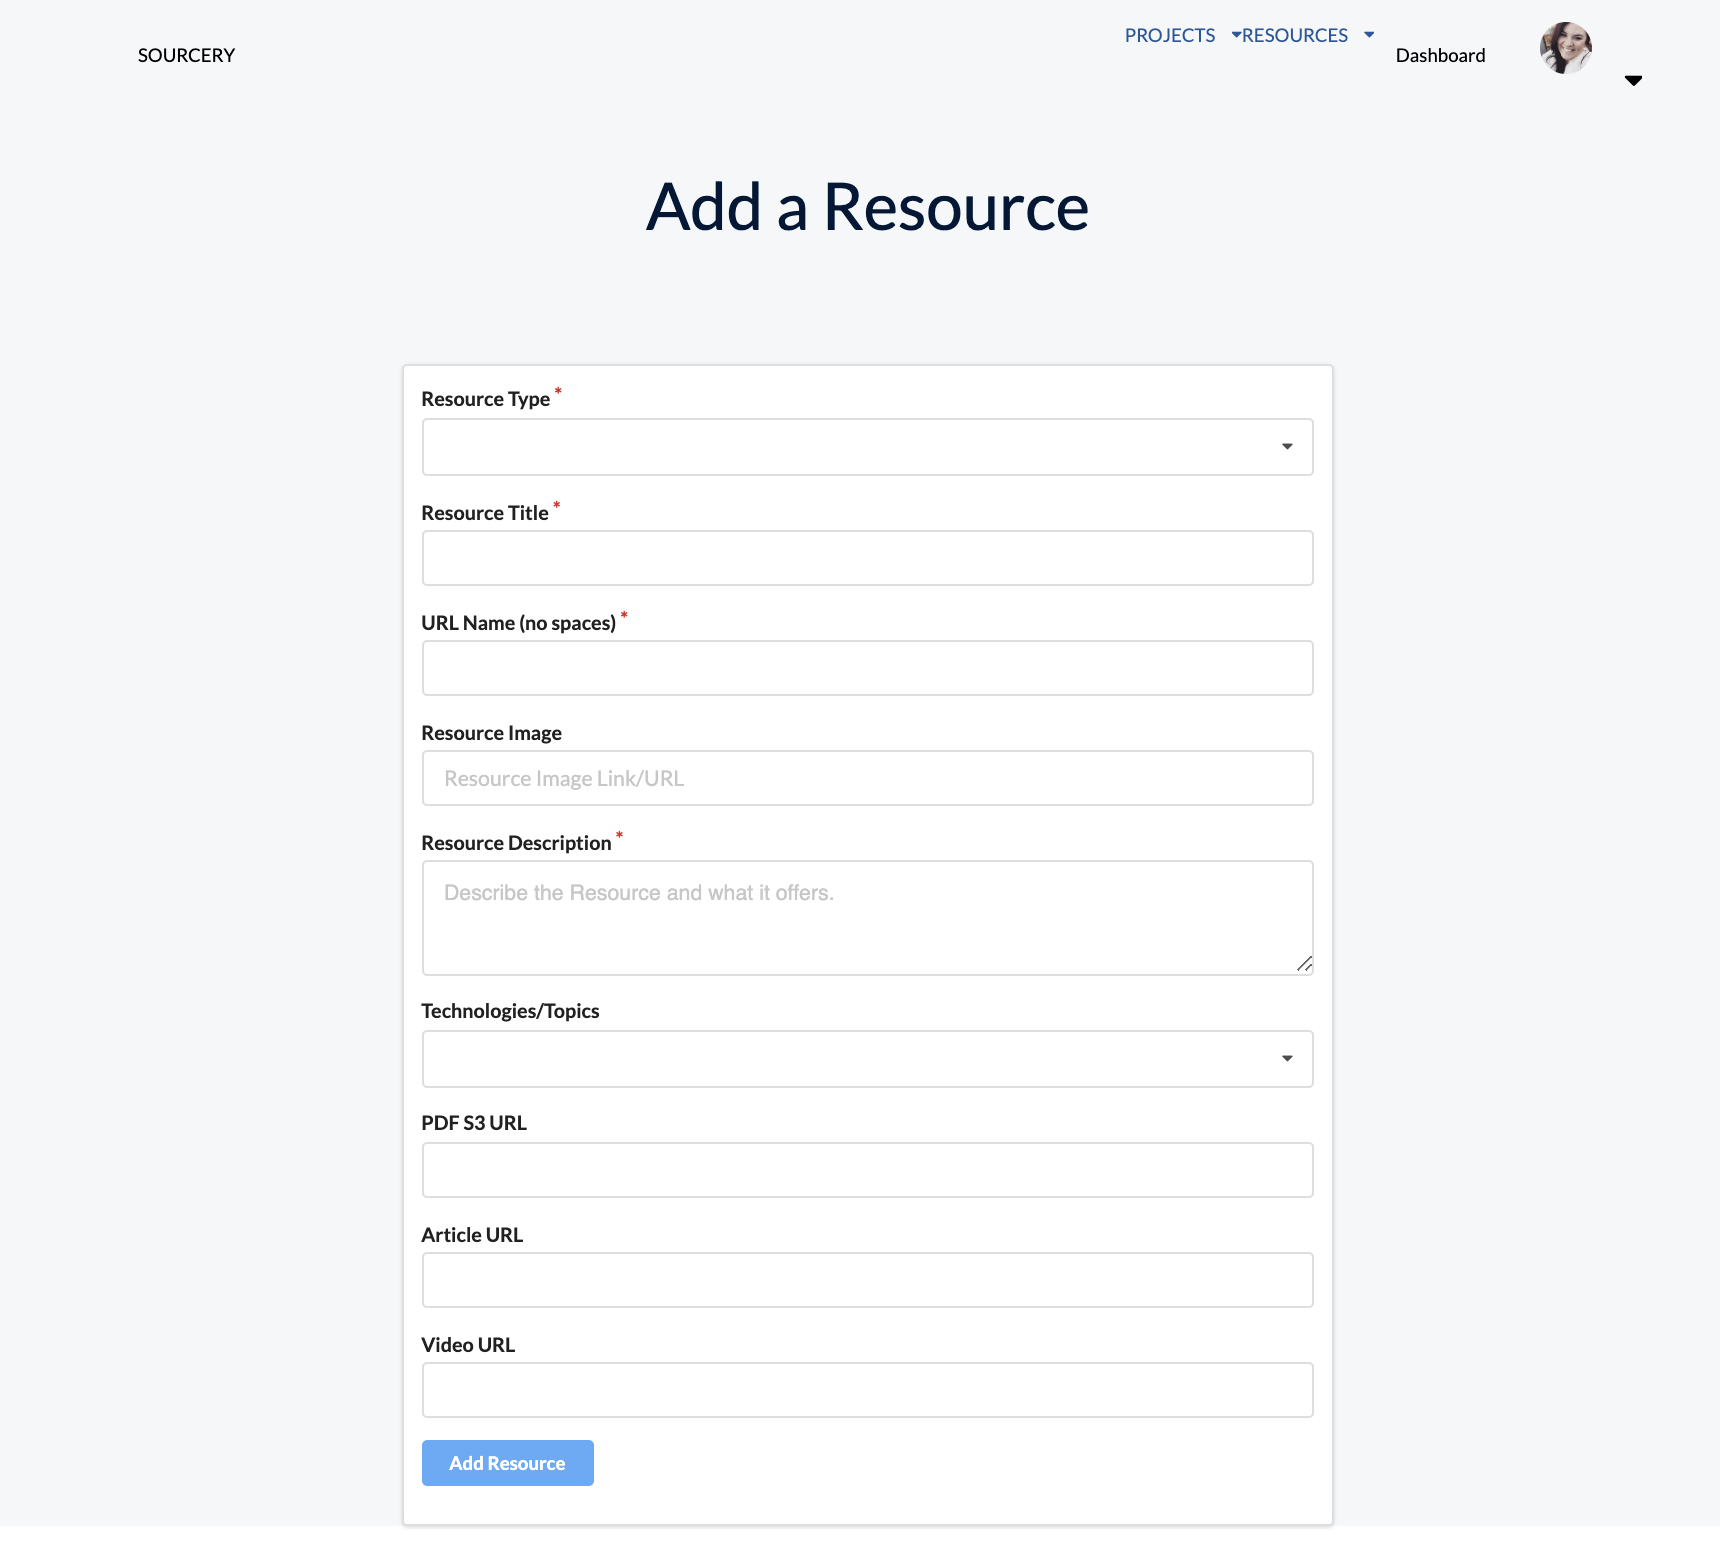 SOURCERY
PROJECTS RESOURCES
Dashboard
Add a Resource
Resource Type *
Resource Title *
URL Name (no spaces) *
Resource Image
Resource Image Link/URL
Resource Description *
Describe the Resource and what it offers.
Technologies/Topics
PDF S3 URL
Article URL
Video URL
Add Resource